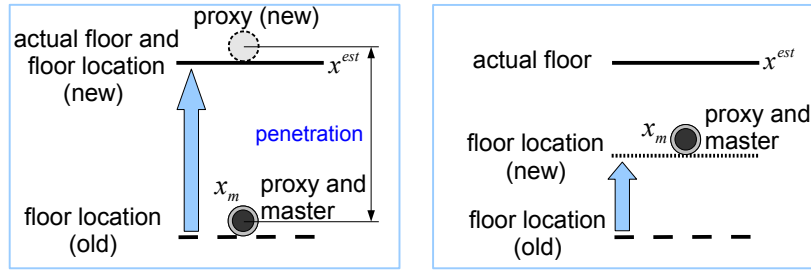 proxy (new)
actual floor and
floor location
(new)
x^est
penetration
x_m
proxy and
master
floor location
(old)
actual floor
x^est
x_m
proxy and
master
floor location
(new)
floor location
(old)